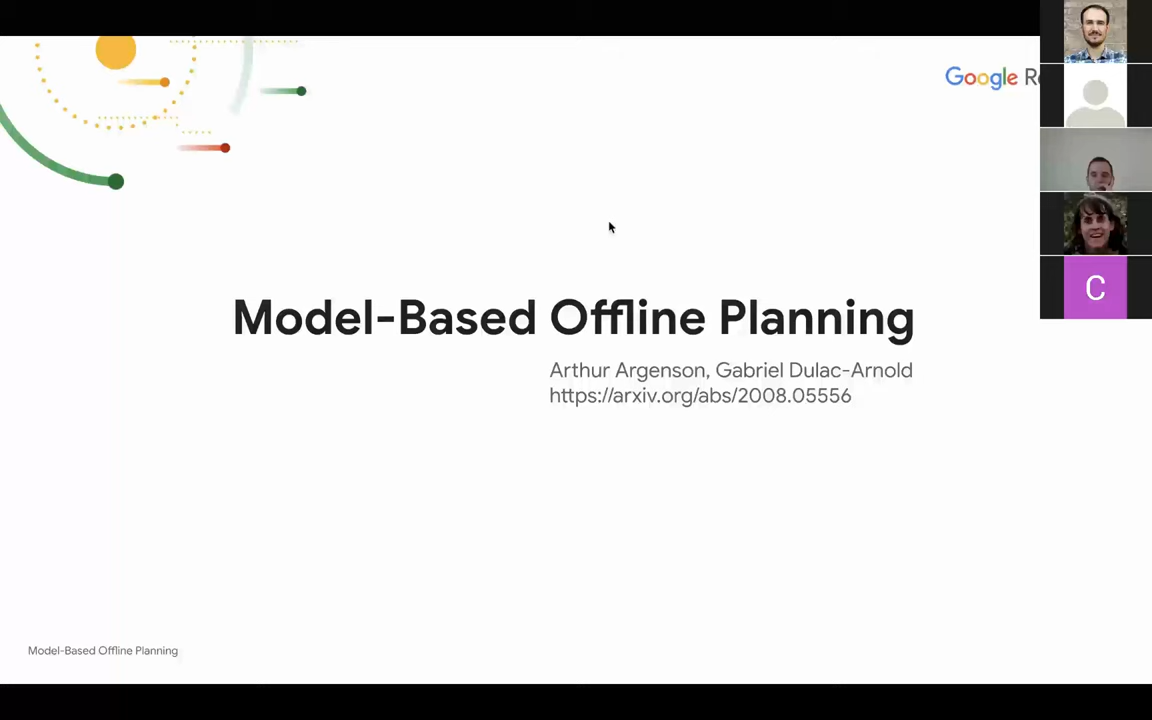 Google
Model-Based Offline Planning
Arthur Argenson, Gabriel Dulac-Arnold
https://arxiv.org/abs/2008.05556
C
Model-Based Offline Planning